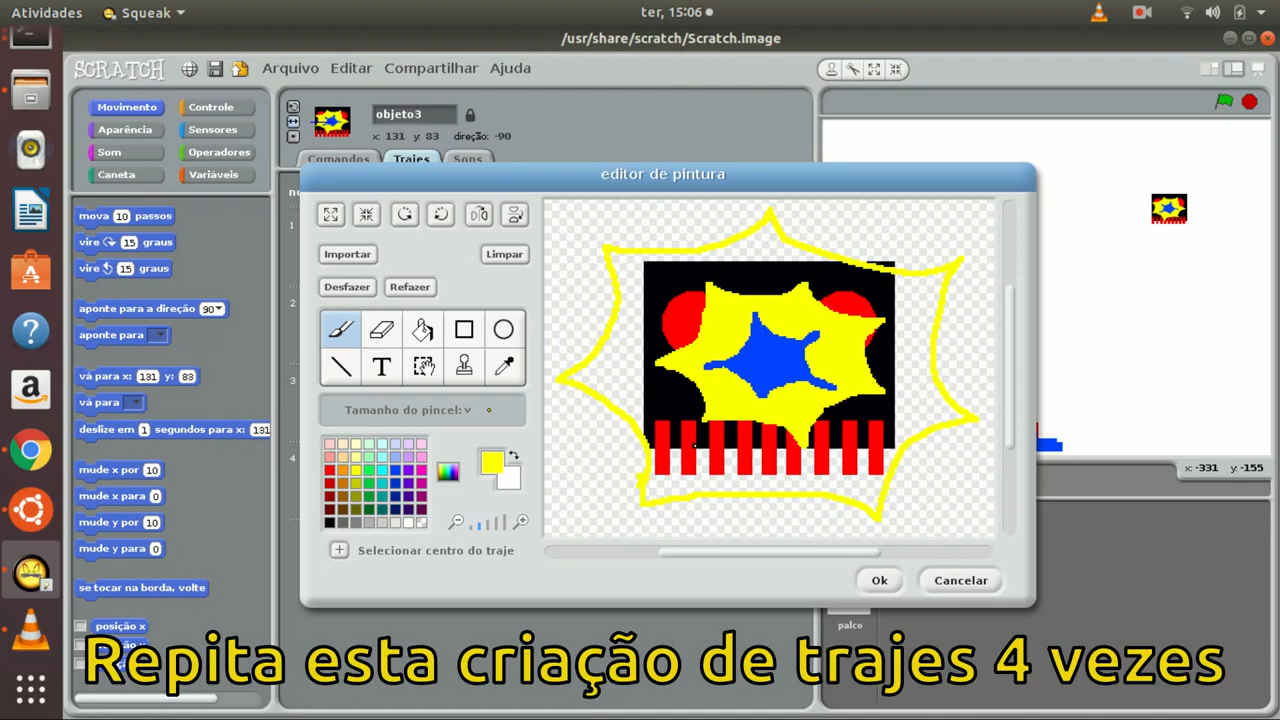 Atividades
Squeak
ter, 15:06
/usr/share/scratch/Scratch.image
SCRATCH
Arquivo Editar Compartilhar Ajuda
Movimento Controle
Aparência Sensores
Som Operadores
Caneta Variáveis
objeto3
x: 131 y: 83 direção: -90
Comandos Trajes Sons
mova 10 passos
vire 15 graus
vire 15 graus
aponte para a direção 90
aponte para
vá para x: 131 y: 83
vá para
deslize em 1 segundos para x: 131
mude x por 10
mude x para 0
mude y por 10
mude y para 0
se tocar na borda, volte
posição x
1
2
3
4
editor de pintura
Importar Limpar
Desfazer Refazer
T
Tamanho do pincel:
Selecionar centro do traje
Ok Cancelar
x: -331 y: -155
palco
Repita esta criação de trajes 4 vezes